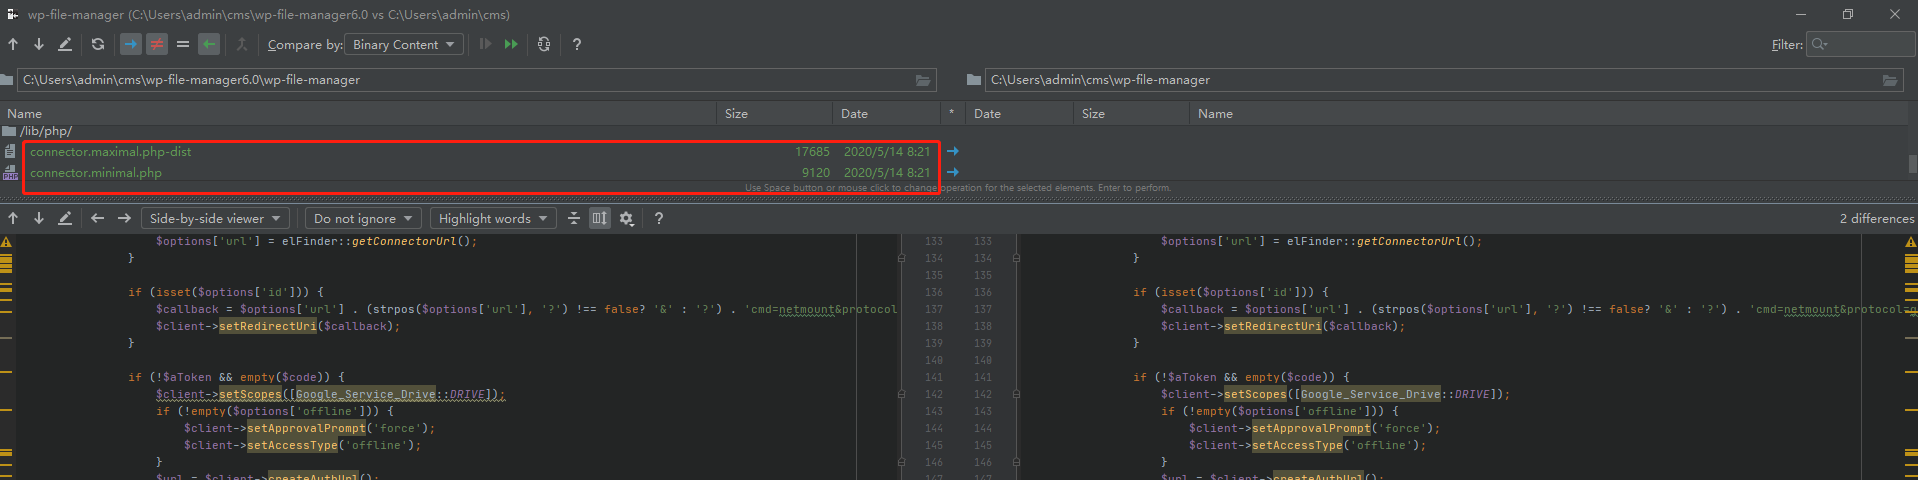 wp-file-manager (C:\Users\admin\cms\wp-file-manager6.0 vs C:\Users\admin\cms)
Compare by: Binary Content ? Filter:
C:\Users\admin\cms\wp-file-manager6.0\wp-file-manager C:\Users\admin\cms\wp-file-manager
Name Size Date * Date Size Name
/lib/php/
connector.maximal.php-dist 17685 2020/5/14 8:21
connector.minimal.php 9120 2020/5/14 8:21
Use Space button or mouse click to change operation for the selected elements. Enter to perform.
Side-by-side viewer Do not ignore Highlight words ? 2 differences
$options['url'] = elFinder::getConnectorUrl(); 133 133 $options['url'] = elFinder::getConnectorUrl();
} 134 134 }
135 135
if (isset($options['id'])) { 136 136 if (isset($options['id'])) {
$callback = $options['url'] . (strpos($options['url'], '?') !== false? '&' : '?') . 'cmd=netmount&protocol 137 137 $callback = $options['url'] . (strpos($options['url'], '?') !== false? '&' : '?') . 'cmd=netmount&protocol=g
$client->setRedirectUri($callback); 138 138 $client->setRedirectUri($callback);
} 139 139 }
140 140
if (!$aToken && empty($code)) { 141 141 if (!$aToken && empty($code)) {
$client->setScopes([Google_Service_Drive::DRIVE]); 142 142 $client->setScopes([Google_Service_Drive::DRIVE]);
if (!empty($options['offline'])) { 143 143 if (!empty($options['offline'])) {
$client->setApprovalPrompt('force'); 144 144 $client->setApprovalPrompt('force');
$client->setAccessType('offline'); 145 145 $client->setAccessType('offline');
} 146 146 }
$url = $client->createAuthUrl(); 147 147 $url = $client->createAuthUrl();